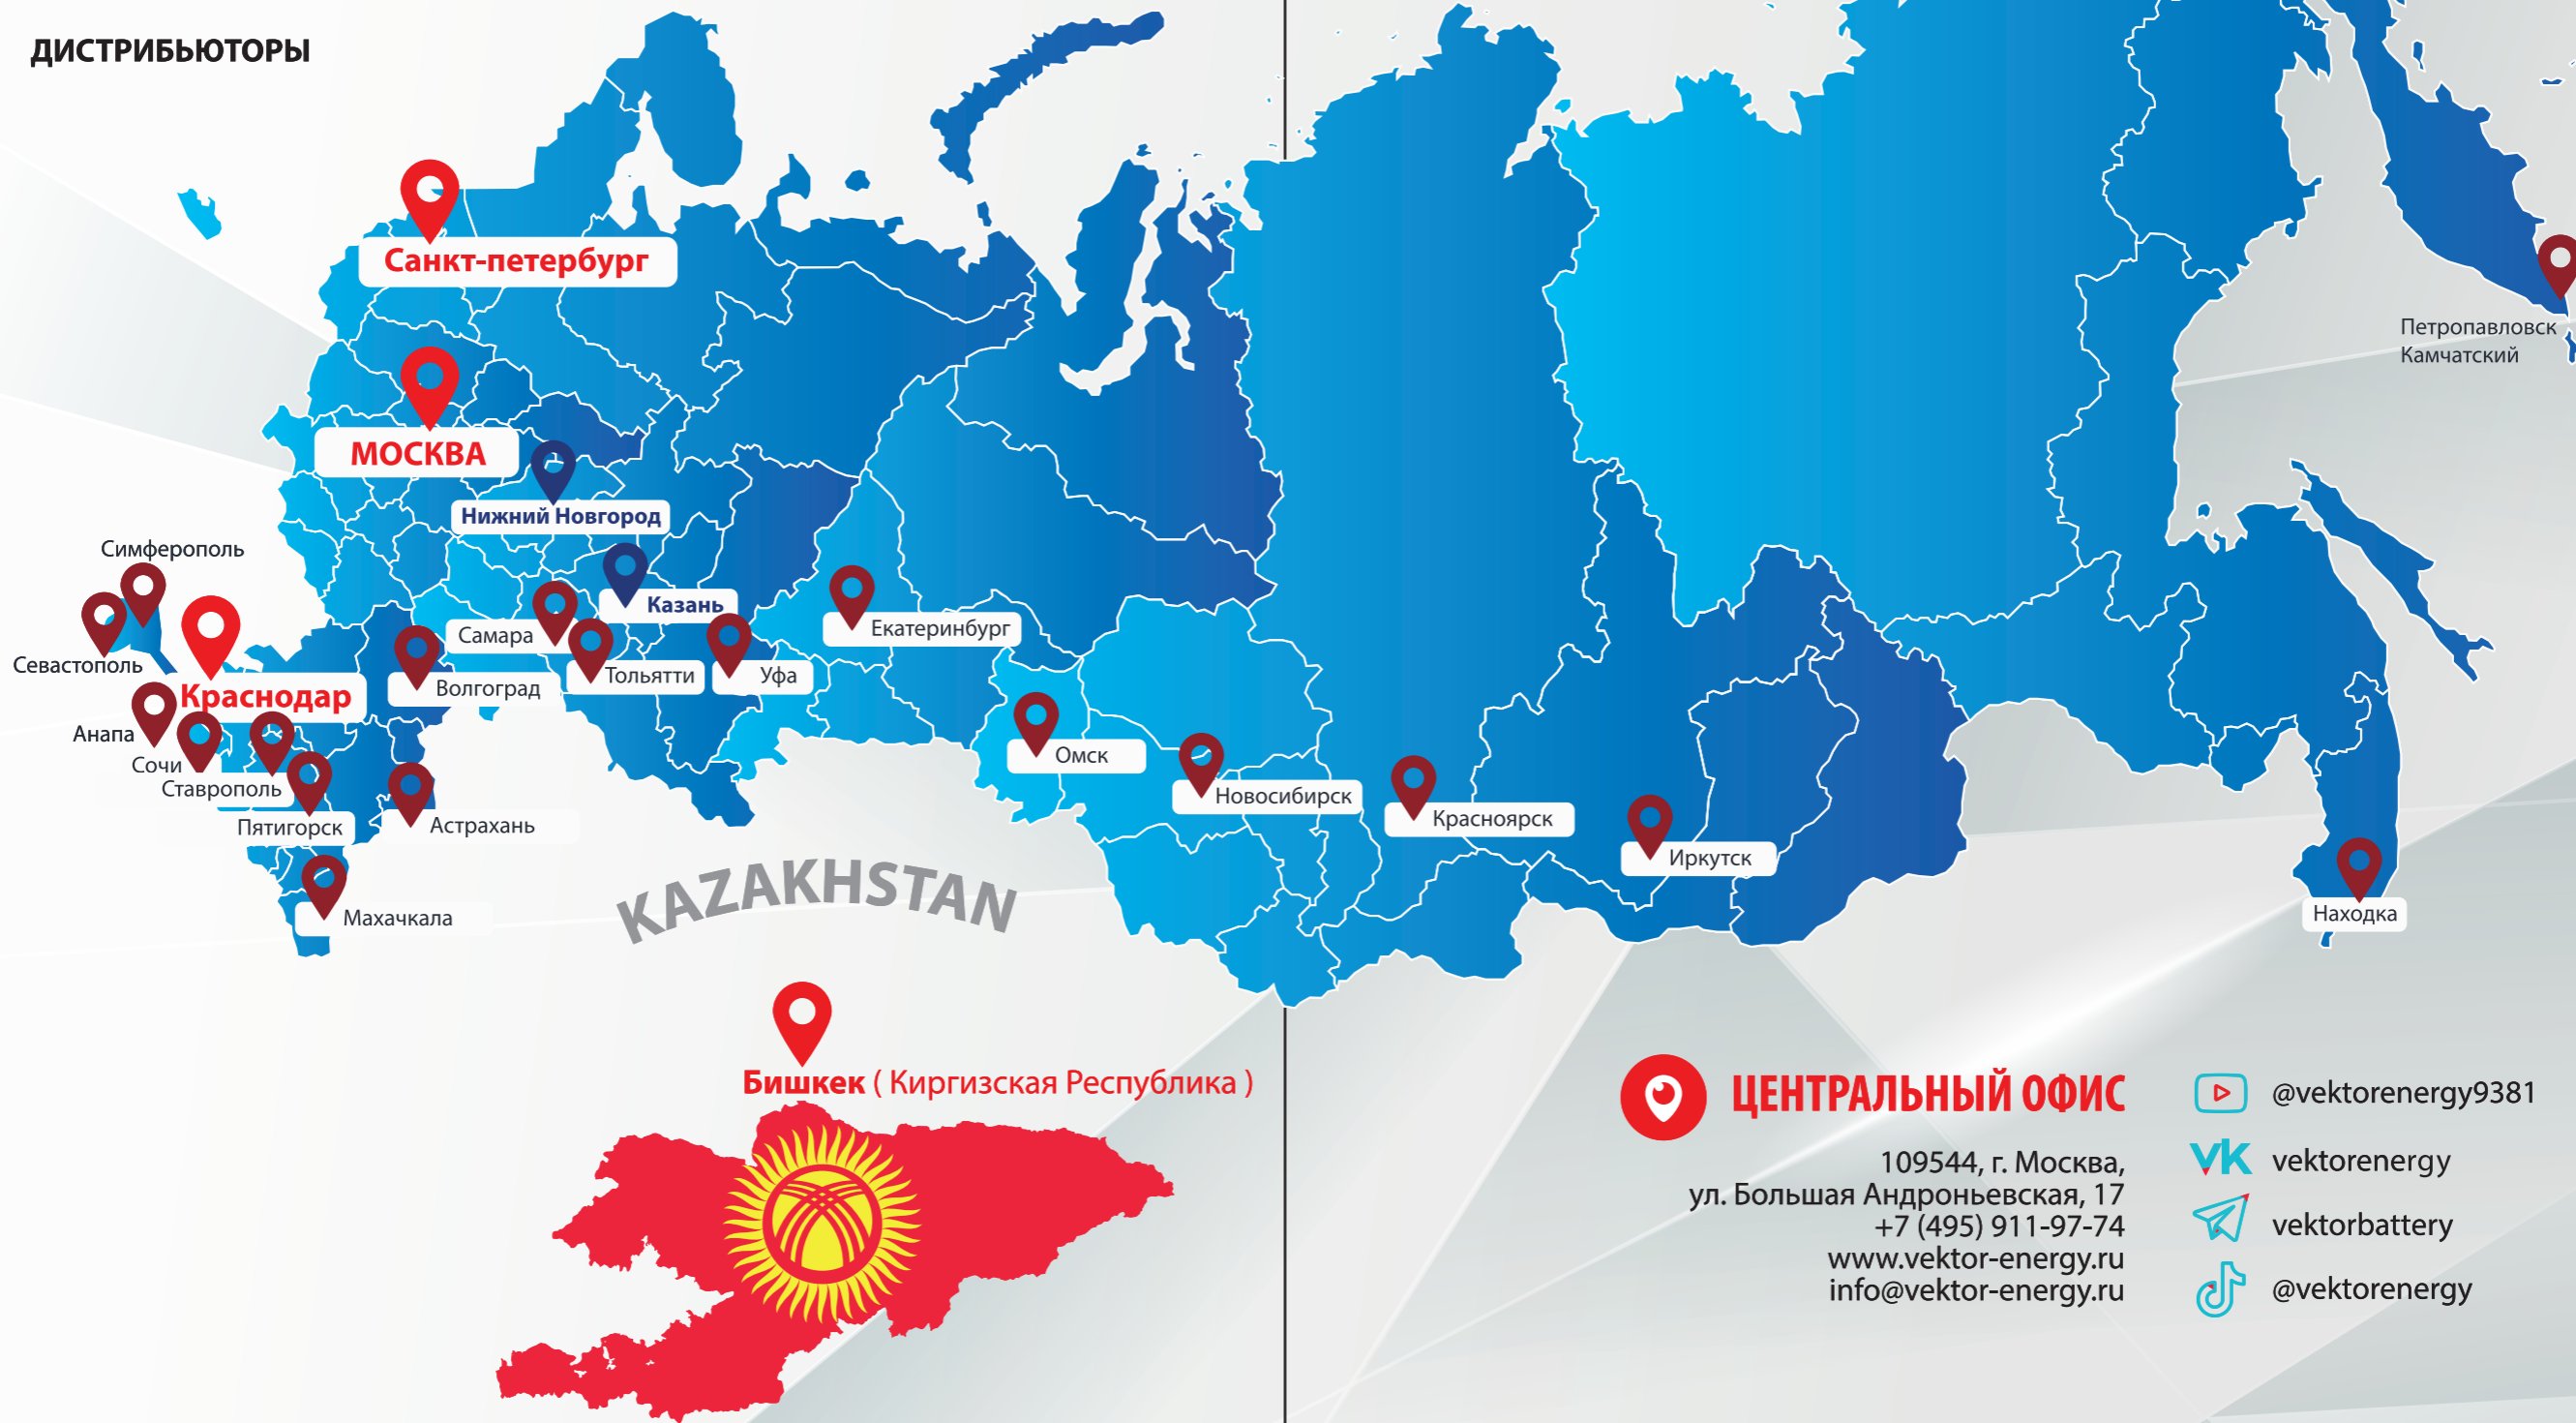 ДИСТРИБЬЮТОРЫ
Санкт-петербург
Петропавловск
Камчатский
МОСКВА
Нижний Новгород
Симферополь
Казань
Екатеринбург
Самара
Севастополь
Тольятти
Уфа
Волгоград
Краснодар
Анапа
Омск
Сочи
Ставрополь
Новосибирск
Красноярск
Пятигорск
Астрахань
Иркутск
Махачкала
Находка
KAZAKHSTAN
Бишкек ( Киргизская Республика )
ЦЕНТРАЛЬНЫЙ ОФИС
109544, г. Москва,
ул. Большая Андроньевская, 17
+7 (495) 911-97-74
www.vektor-energy.ru
info@vektor-energy.ru
@vektorenergy9381
VK vektorenergy
vektorbattery
@vektorenergy